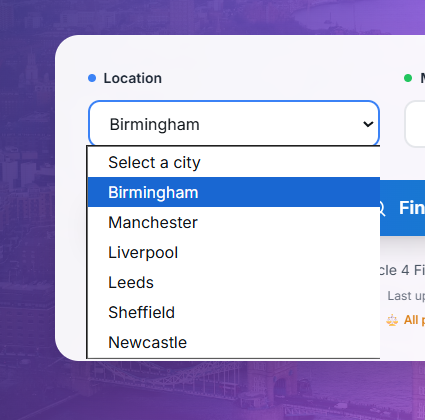 Location
Birmingham
Select a city
Birmingham
Manchester
Liverpool
Leeds
Sheffield
Newcastle
Fin
cle 4 Fi
Last up
All p